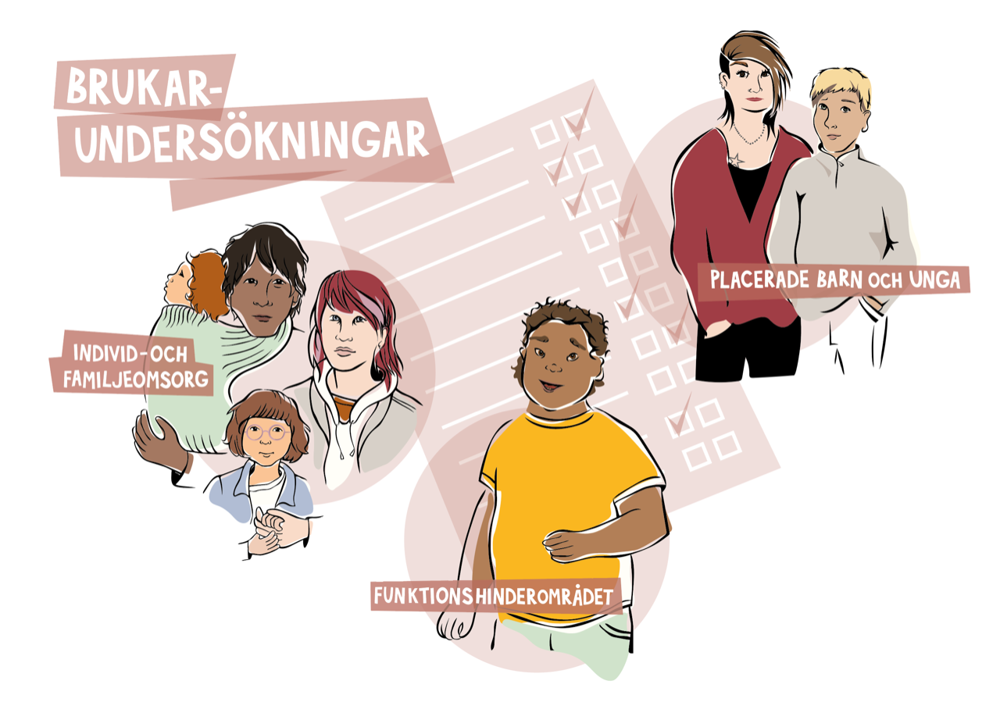 BRUKAR-
UNDERSÖKNINGAR
PLACERADE BARN OCH UNGA
INDIVID- OCH
FAMILJEOMSORG
FUNKTIONSHINDEROMRÅDET